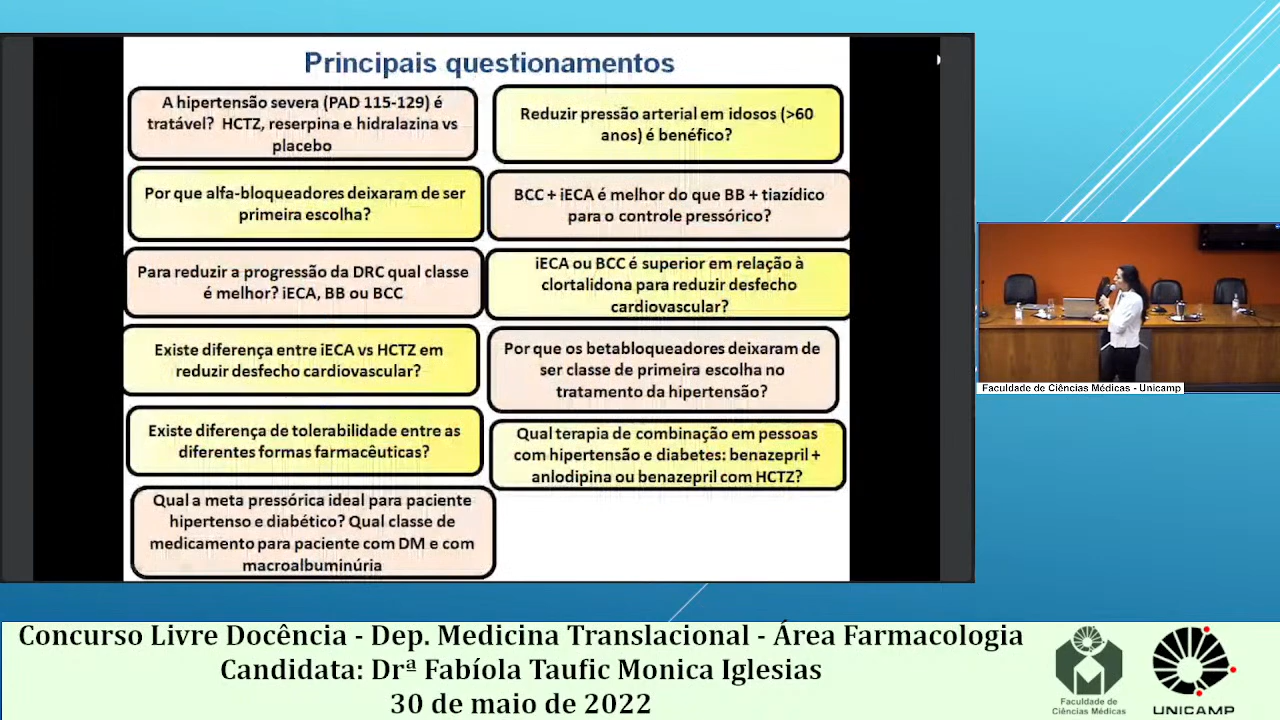 Principais questionamentos
A hipertensão severa (PAD 115-129) é
tratável? HCTZ, reserpina e hidralazina vs
placebo
Reduzir pressão arterial em idosos (>60
anos) é benéfico?
Por que alfa-bloqueadores deixaram de ser
primeira escolha?
BCC + iECA é melhor do que BB + tiazídico
para o controle pressórico?
Para reduzir a progressão da DRC qual classe
é melhor? iECA, BB ou BCC
iECA ou BCC é superior em relação à
clortalidona para reduzir desfecho
cardiovascular?
Existe diferença entre iECA vs HCTZ em
reduzir desfecho cardiovascular?
Por que os betabloqueadores deixaram de
ser classe de primeira escolha no
tratamento da hipertensão?
Existe diferença de tolerabilidade entre as
diferentes formas farmacêuticas?
Qual terapia de combinação em pessoas
com hipertensão e diabetes: benazepril +
anlodipina ou benazepril com HCTZ?
Qual a meta pressórica ideal para paciente
hipertenso e diabético? Qual classe de
medicamento para paciente com DM e com
macroalbuminúria
Faculdade de Ciências Médicas - Unicamp
Concurso Livre Docência - Dep. Medicina Translacional - Área Farmacologia
Candidata: Drª Fabíola Taufic Monica Iglesias
30 de maio de 2022
Faculdade de
Ciências Médicas
UNICAMP